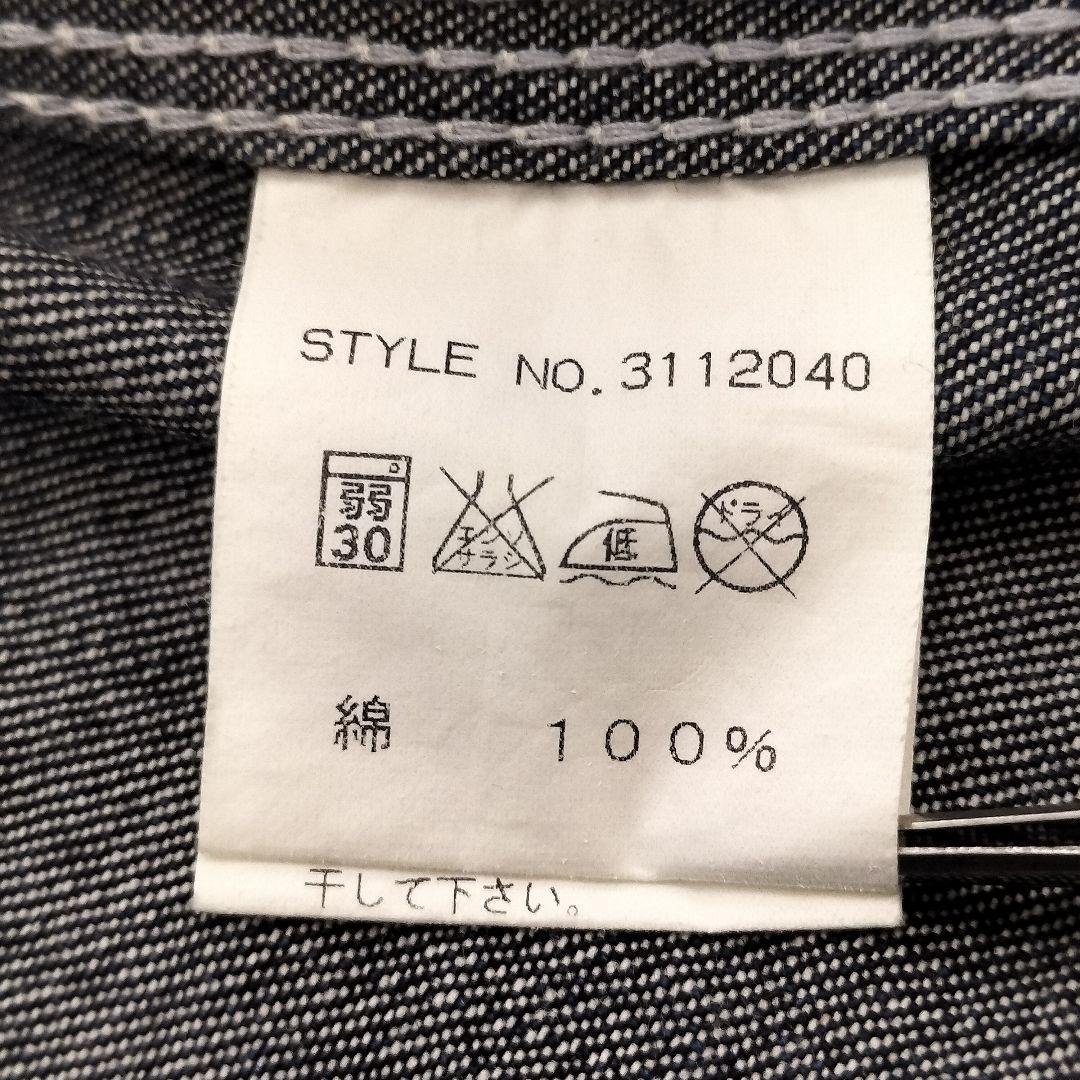 STYLE NO. 3112040
弱 30
エンソ サラシ
低
ドライ
綿 100%
干して下さい。